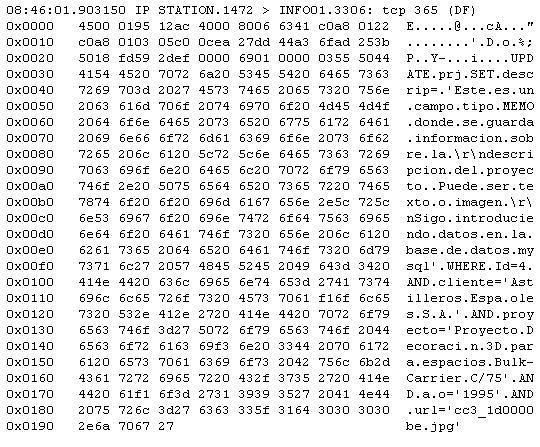 08:46:01.903150 IP STATION.1472 > INFO01.3306: tcp 365 (DF)
0x0000 4500 0195 12ac 4000 8006 6341 c0a8 0122 E.....@...cA..."
0x0010 c0a8 0103 05c0 0cea 27dd 44a3 6fad 253b ........'.D.o.%;
0x0020 5018 fd59 2def 0000 6901 0000 0355 5044 P..Y-...i....UPD
0x0030 4154 4520 7072 6a20 5345 5420 6465 7363 ATE.prj.SET.desc
0x0040 7269 703d 2027 4573 7465 2065 7320 756e rip=.'Este.es.un
0x0050 2063 616d 706f 2074 6970 6f20 4d45 4d4f .campo.tipo.MEMO
0x0060 2064 6f6e 6465 2073 6520 6775 6172 6461 .donde.se.guarda
0x0070 2069 6e66 6f72 6d61 6369 6f6e 2073 6f62 .informacion.sob
0x0080 7265 206c 6120 5c72 5c6e 6465 7363 7269 re.la.\r\ndescri
0x0090 7063 696f 6e20 6465 6c20 7072 6f79 6563 pcion.del.proyec
0x00a0 746f 2e20 5075 6564 6520 7365 7220 7465 to..Puede.ser.te
0x00b0 7874 6f20 6f20 696d 6167 656e 2e5c 725c xto.o.imagen.\r\
0x00c0 6e53 6967 6f20 696e 7472 6f64 7563 6965 nSigo.introducie
0x00d0 6e64 6f20 6461 746f 7320 656e 206c 6120 ndo.datos.en.la.
0x00e0 6261 7365 2064 6520 6461 746f 7320 6d79 base.de.datos.my
0x00f0 7371 6c27 2057 4845 5245 2049 643d 3420 sql'.WHERE.Id=4.
0x0100 414e 4420 636c 6965 6e74 653d 2741 7374 AND.cliente='Ast
0x0110 696c 6c65 726f 7320 4573 7061 f16f 6c65 illeros.Espa.ole
0x0120 7320 532e 412e 2720 414e 4420 7072 6f79 s.S.A.'.AND.proy
0x0130 6563 746f 3d27 5072 6f79 6563 746f 2044 ecto='Proyecto.D
0x0140 6563 6f72 6163 69f3 6e20 3344 2070 6172 ecoraci.n.3D.par
0x0150 6120 6573 7061 6369 6f73 2042 756c 6b2d a.espacios.Bulk-
0x0160 4361 7272 6965 7220 432f 3735 2720 414e Carrier.C/75'.AN
0x0170 4420 61f1 6f3d 2731 3939 3527 2041 4e44 D.a.o='1995'.AND
0x0180 2075 726c 3d27 6363 335f 3164 3030 3030 .url='cc3_1d0000
0x0190 2e6a 7067 27 be.jpg'